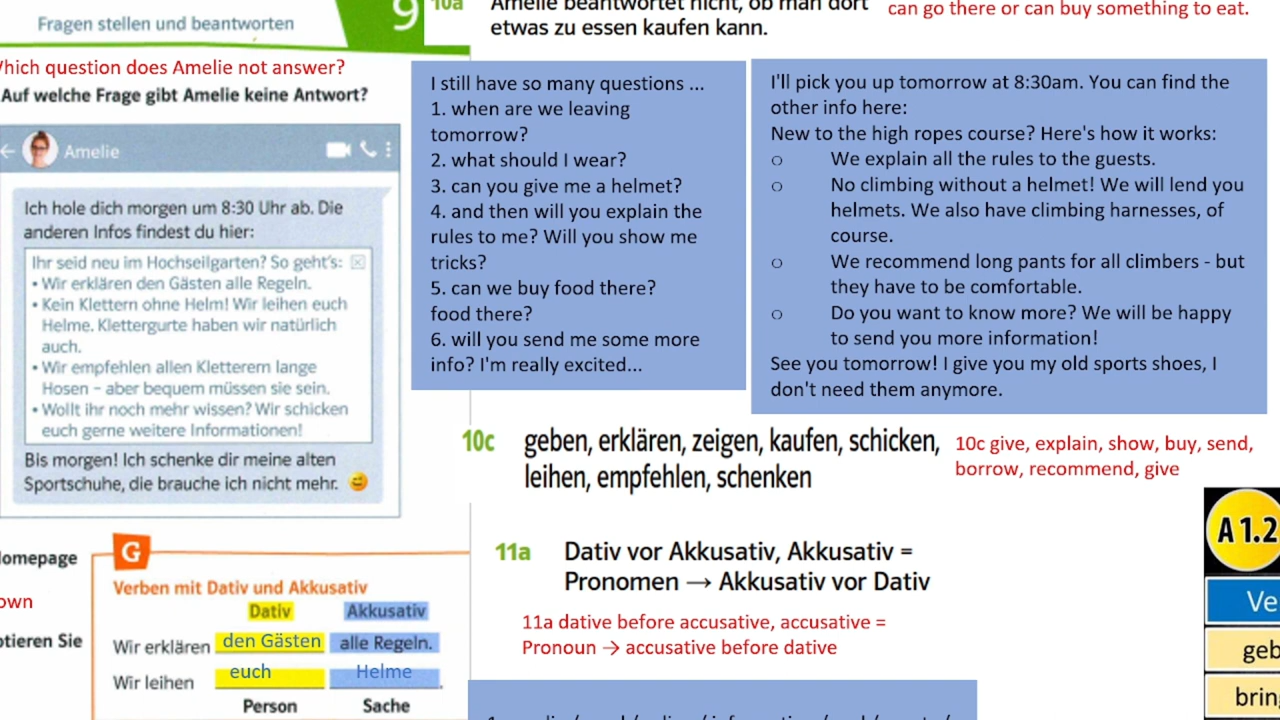 Fragen stellen und beantworten
9
10a
Amelie beantwortet nicht, ob man dort
etwas zu essen kaufen kann.
can go there or can buy something to eat.
Which question does Amelie not answer?
Auf welche Frage gibt Amelie keine Antwort?
Amelie
Ich hole dich morgen um 8:30 Uhr ab. Die
anderen Infos findest du hier:
Ihr seid neu im Hochseilgarten? So geht's:
• Wir erklären den Gästen alle Regeln.
• Kein Klettern ohne Helm! Wir leihen euch
Helme. Klettergurte haben wir natürlich
auch.
• Wir empfehlen allen Kletterern lange
Hosen – aber bequem müssen sie sein.
• Wollt ihr noch mehr wissen? Wir schicken
euch gerne weitere Informationen!
Bis morgen! Ich schenke dir meine alten
Sportschuhe, die brauche ich nicht mehr. 😄
I still have so many questions ...
1. when are we leaving
tomorrow?
2. what should I wear?
3. can you give me a helmet?
4. and then will you explain the
rules to me? Will you show me
tricks?
5. can we buy food there?
food there?
6. will you send me some more
info? I'm really excited...
I'll pick you up tomorrow at 8:30am. You can find the
other info here:
New to the high ropes course? Here's how it works:
o We explain all the rules to the guests.
o No climbing without a helmet! We will lend you
helmets. We also have climbing harnesses, of
course.
o We recommend long pants for all climbers - but
they have to be comfortable.
o Do you want to know more? We will be happy
to send you more information!
See you tomorrow! I give you my old sports shoes, I
don't need them anymore.
10c geben, erklären, zeigen, kaufen, schicken,
leihen, empfehlen, schenken
10c give, explain, show, buy, send,
borrow, recommend, give
11a Dativ vor Akkusativ, Akkusativ =
Pronomen → Akkusativ vor Dativ
11a dative before accusative, accusative =
Pronoun → accusative before dative
omepage
own
otieren Sie
G
Verben mit Dativ und Akkusativ
Dativ Akkusativ
Wir erklären den Gästen alle Regeln.
Wir leihen euch Helme.
Person Sache
A 1.2
Ve
geb
brin